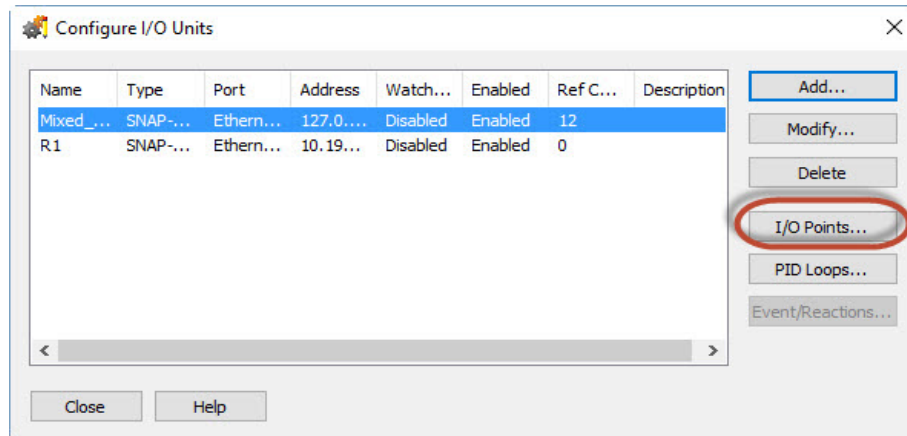 Configure I/O Units
Name Type Port Address Watch... Enabled Ref C... Description
Mixed_... SNAP-... Ethern... 127.0.... Disabled Enabled 12
R1 SNAP-... Ethern... 10.19... Disabled Enabled 0
Add...
Modify...
Delete
I/O Points...
PID Loops...
Event/Reactions...
Close Help